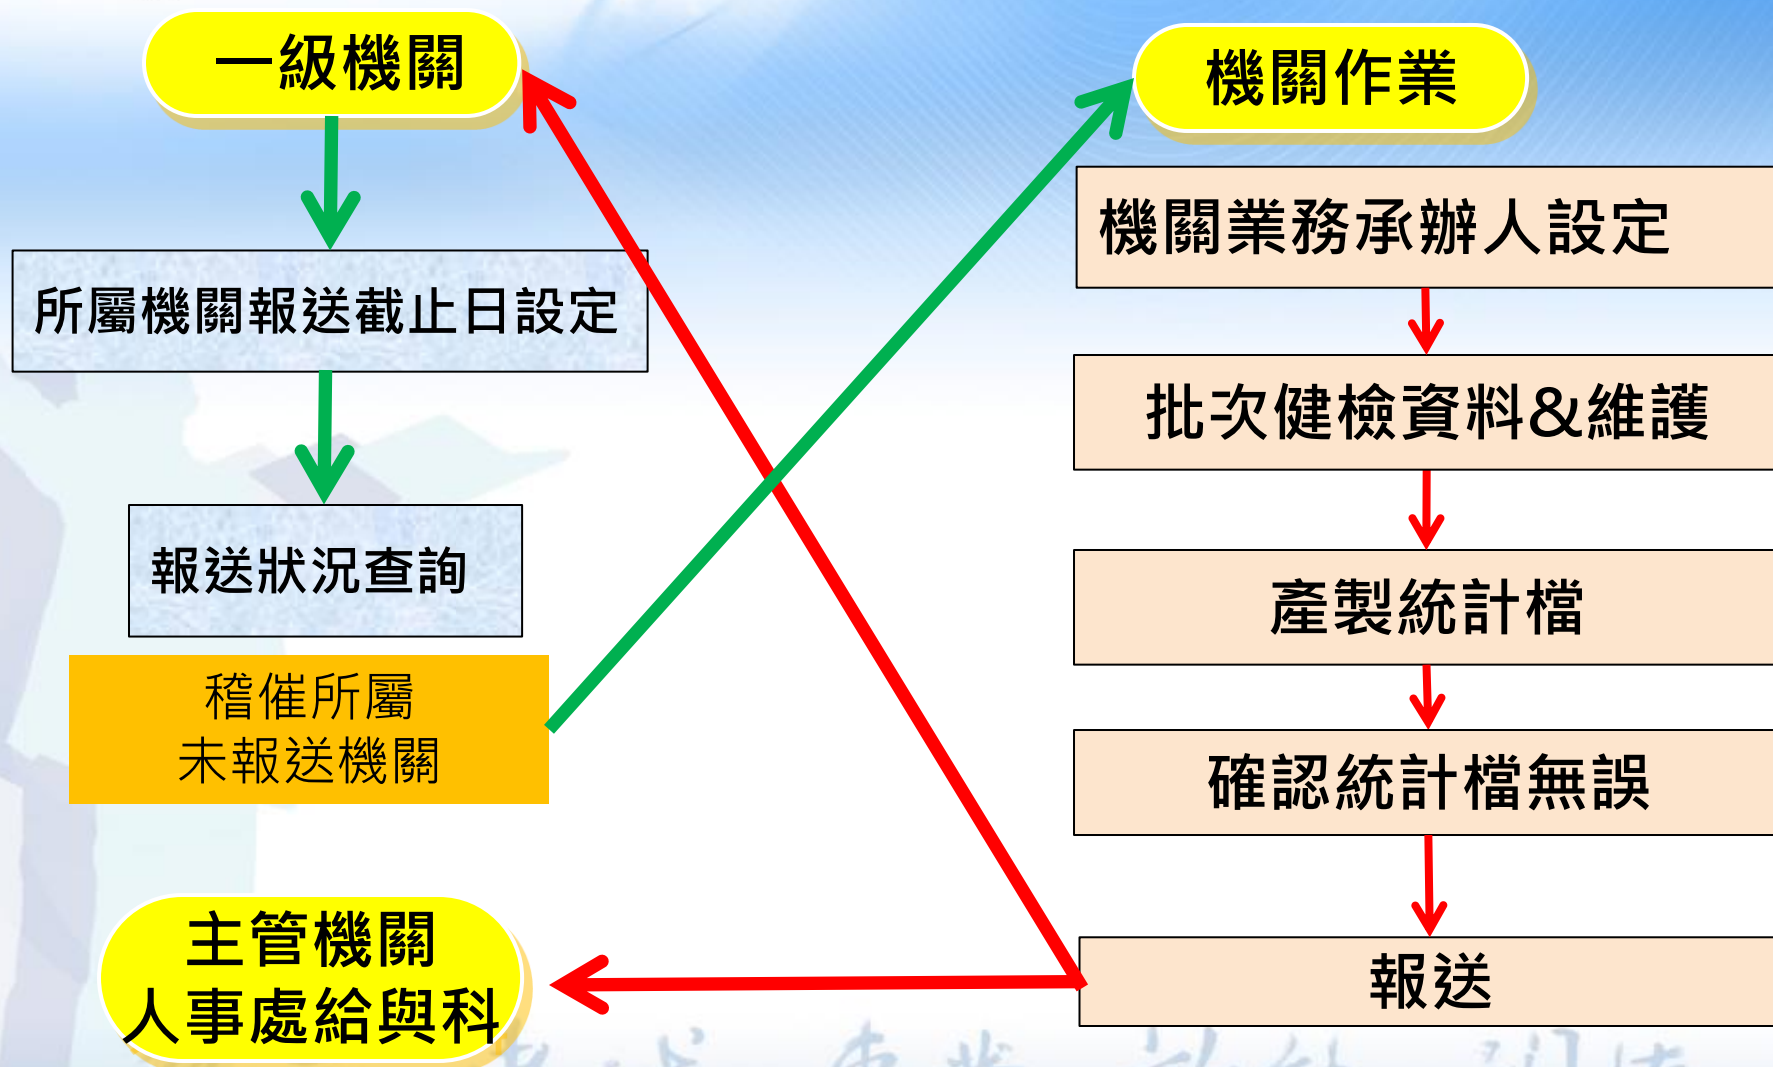 一級機關
所屬機關報送截止日設定
報送狀況查詢
稽催所屬
未報送機關
主管機關
人事處給與科
機關作業
機關業務承辦人設定
批次健檢資料&維護
產製統計檔
確認統計檔無誤
報送